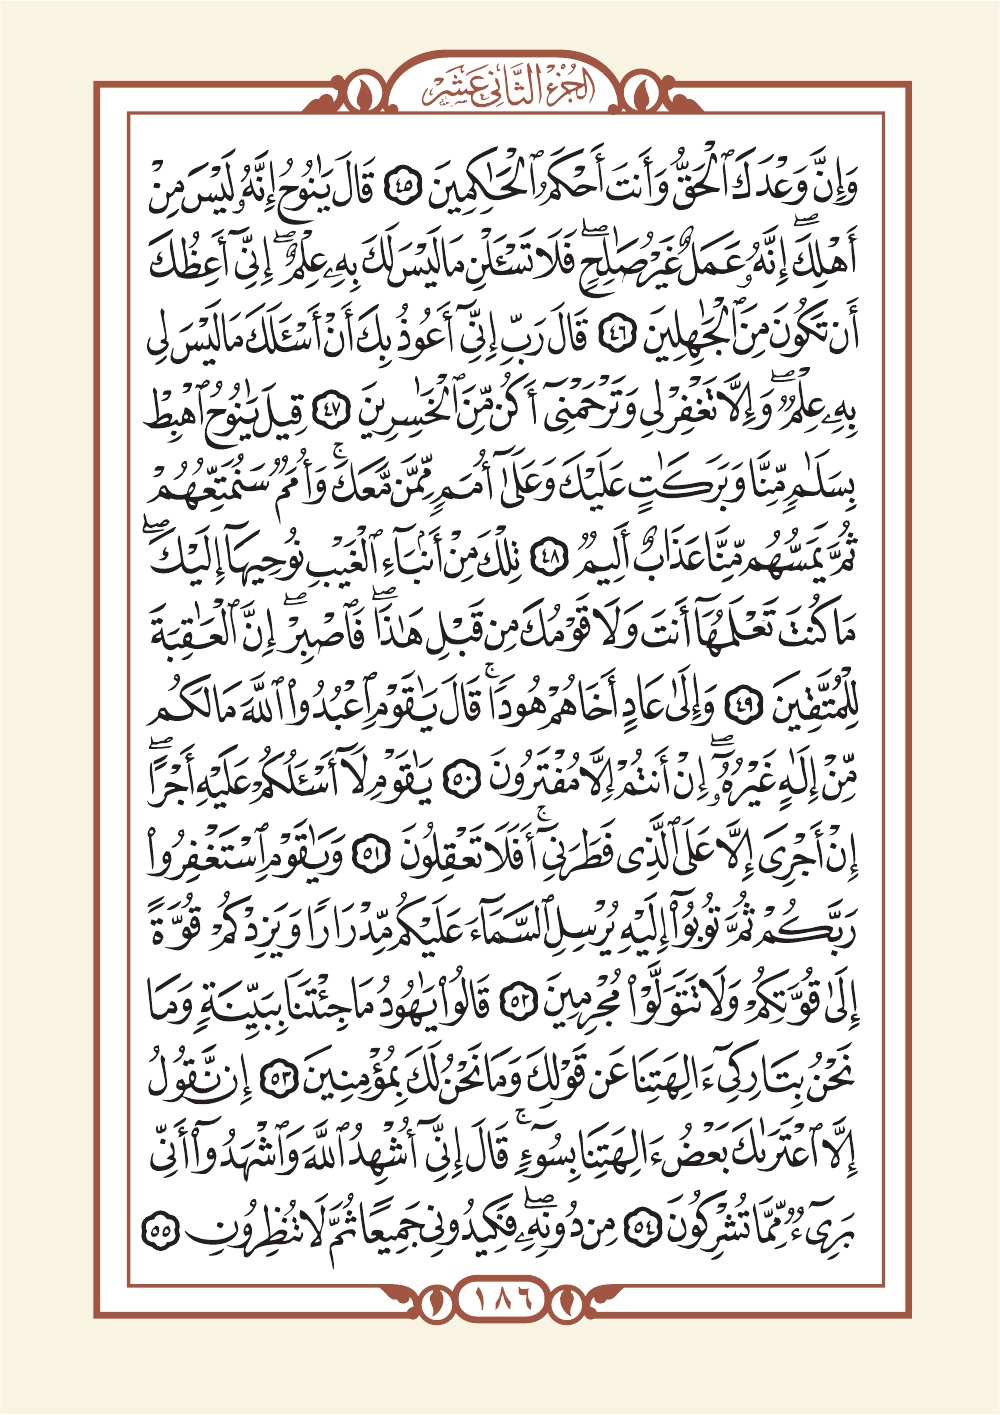 الجزء الثانى عشر
وَإِنَّ وَعْدَكَ ٱلْحَقُّ وَأَنتَ أَحْكَمُ ٱلْحَٰكِمِينَ ٤٥ قَالَ يَٰنُوحُ إِنَّهُۥ لَيْسَ مِنْ
أَهْلِكَ ۖ إِنَّهُۥ عَمَلٌ غَيْرُ صَٰلِحٍ ۖ فَلَا تَسْـَٔلْنِ مَا لَيْسَ لَكَ بِهِۦ عِلْمٌ ۖ إِنِّىٓ أَعِظُكَ
أَن تَكُونَ مِنَ ٱلْجَٰهِلِينَ ٤٦ قَالَ رَبِّ إِنِّىٓ أَعُوذُ بِكَ أَنْ أَسْـَٔلَكَ مَا لَيْسَ لِى
بِهِۦ عِلْمٌ ۖ وَإِلَّا تَغْفِرْ لِى وَتَرْحَمْنِىٓ أَكُن مِّنَ ٱلْخَٰسِرِينَ ٤٧ قِيلَ يَٰنُوحُ ٱهْبِطْ
بِسَلَٰمٍ مِّنَّا وَبَرَكَٰتٍ عَلَيْكَ وَعَلَىٰٓ أُمَمٍ مِّمَّن مَّعَكَ ۚ وَأُمَمٌ سَنُمَتِّعُهُمْ
ثُمَّ يَمَسُّهُم مِّنَّا عَذَابٌ أَلِيمٌ ٤٨ تِلْكَ مِنْ أَنۢبَآءِ ٱلْغَيْبِ نُوحِيهَآ إِلَيْكَ ۖ
مَا كُنتَ تَعْلَمُهَآ أَنتَ وَلَا قَوْمُكَ مِن قَبْلِ هَٰذَا ۖ فَٱصْبِرْ ۖ إِنَّ ٱلْعَٰقِبَةَ
لِلْمُتَّقِينَ ٤٩ وَإِلَىٰ عَادٍ أَخَاهُمْ هُودًا ۚ قَالَ يَٰقَوْمِ ٱعْبُدُوا۟ ٱللَّهَ مَا لَكُم
مِّنْ إِلَٰهٍ غَيْرُهُۥٓ ۖ إِنْ أَنتُمْ إِلَّا مُفْتَرُونَ ٥٠ يَٰقَوْمِ لَآ أَسْـَٔلُكُمْ عَلَيْهِ أَجْرًا ۖ
إِنْ أَجْرِىَ إِلَّا عَلَى ٱلَّذِى فَطَرَنِىٓ ۚ أَفَلَا تَعْقِلُونَ ٥١ وَيَٰقَوْمِ ٱسْتَغْفِرُوا۟
رَبَّكُمْ ثُمَّ تُوبُوٓا۟ إِلَيْهِ يُرْسِلِ ٱلسَّمَآءَ عَلَيْكُم مِّدْرَارًا وَيَزِدْكُمْ قُوَّةً
إِلَىٰ قُوَّتِكُمْ وَلَا تَتَوَلَّوْا۟ مُجْرِمِينَ ٥٢ قَالُوا۟ يَٰهُودُ مَا جِئْتَنَا بِبَيِّنَةٍ وَمَا
نَحْنُ بِتَارِكِىٓ ءَالِهَتِنَا عَن قَوْلِكَ وَمَا نَحْنُ لَكَ بِمُؤْمِنِينَ ٥٣ إِن نَّقُولُ
إِلَّا ٱعْتَرَىٰكَ بَعْضُ ءَالِهَتِنَا بِسُوٓءٍ ۗ قَالَ إِنِّىٓ أُشْهِدُ ٱللَّهَ وَٱشْهَدُوٓا۟ أَنِّى
بَرِىٓءٌ مِّمَّا تُشْرِكُونَ ٥٤ مِن دُونِهِۦ ۖ فَكِيدُونِى جَمِيعًا ثُمَّ لَا تُنظِرُونِ ٥٥
١٨٦